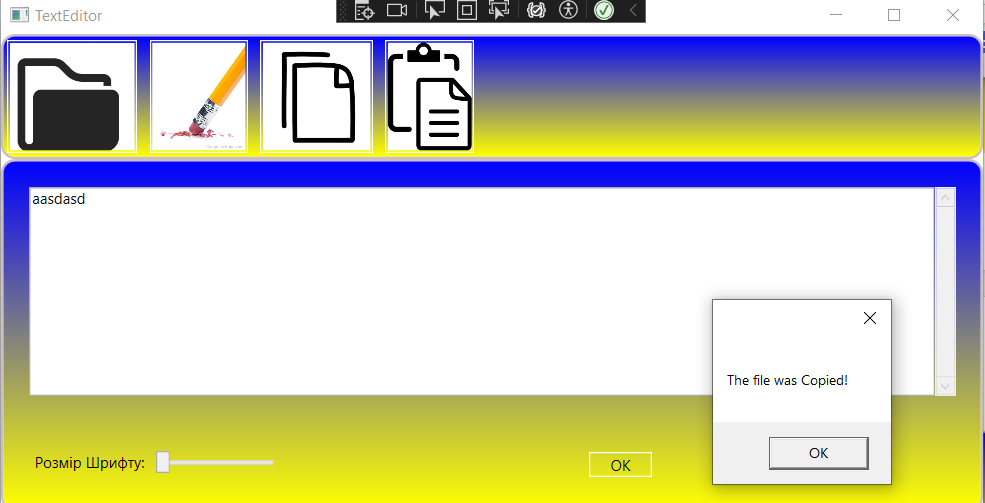 TextEditor
aasdasd
The file was Copied!
OK
Розмір Шрифту:
OK